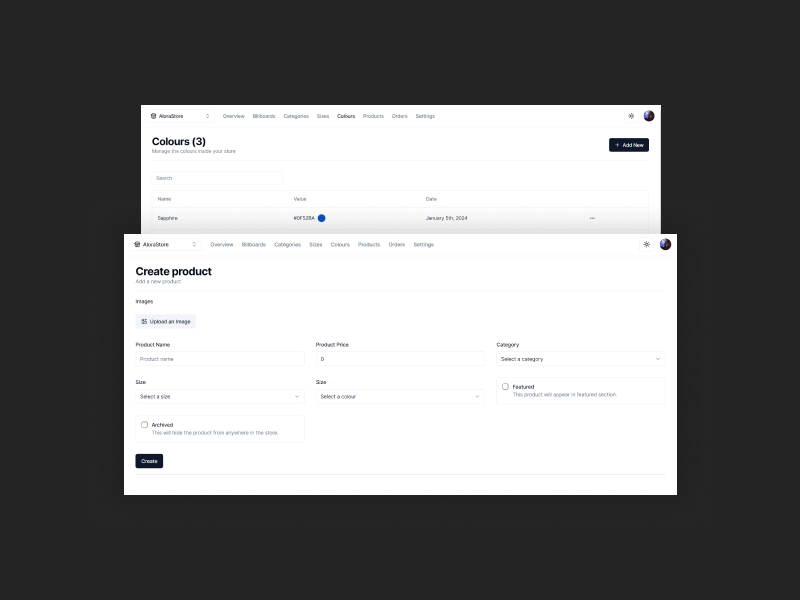 AloraStore Overview Billboards Categories Sizes Colours Products Orders Settings
Colours (3)
Manage the colours inside your store
+ Add New
Search
Name Value Date
Sapphire #0F52BA January 5th, 2024
AloraStore Overview Billboards Categories Sizes Colours Products Orders Settings
Create product
Add a new product
Images
Upload an Image
Product Name Product Price Category
Product name 0 Select a category
Size Size
Select a size Select a colour
Featured
This product will appear in featured section.
Archived
This will hide the product from anywhere in the store.
Create